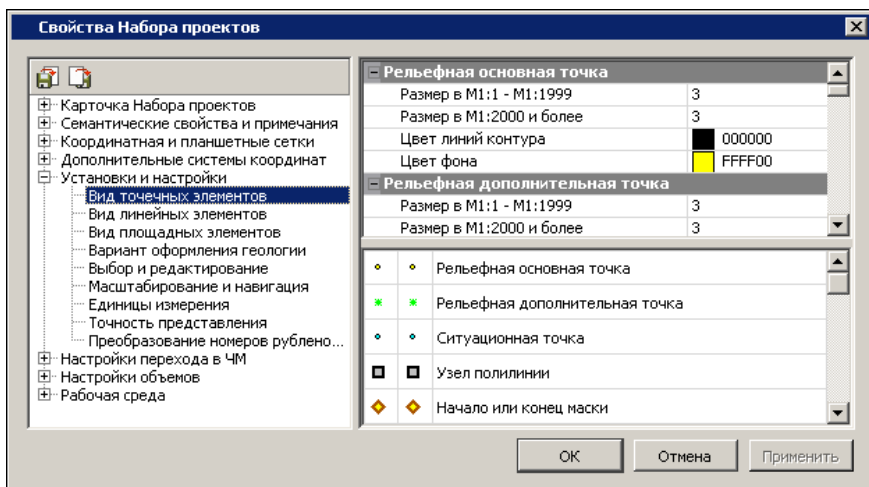 Свойства Набора проектов
Карточка Набора проектов
Семантические свойства и примечания
Координатная и планшетные сетки
Дополнительные системы координат
Установки и настройки
Вид точечных элементов
Вид линейных элементов
Вид площадных элементов
Вариант оформления геологии
Выбор и редактирование
Масштабирование и навигация
Единицы измерения
Точность представления
Преобразование номеров рублено...
Настройки перехода в ЧМ
Настройки объемов
Рабочая среда
Рельефная основная точка
Размер в М1:1 - М1:1999 3
Размер в М1:2000 и более 3
Цвет линий контура 000000
Цвет фона FFFF00
Рельефная дополнительная точка
Размер в М1:1 - М1:1999 3
Размер в М1:2000 и более 3
Рельефная основная точка
Рельефная дополнительная точка
Ситуационная точка
Узел полилинии
Начало или конец маски
ОК Отмена Применить